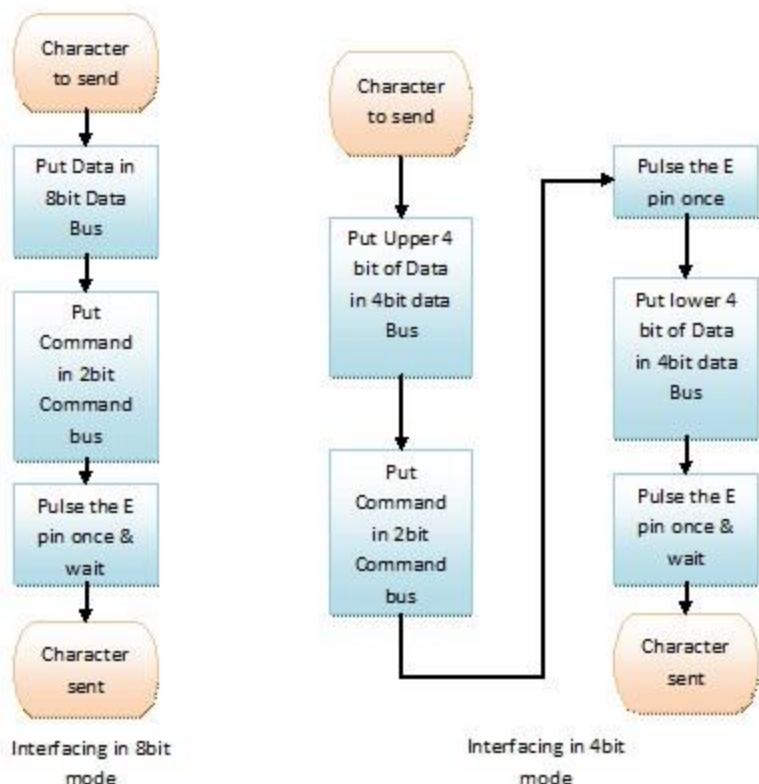 Character
to send
Put Data in
8bit Data
Bus
Put
Command
in 2bit
Command
bus
Pulse the E
pin once &
wait
Character
sent
Interfacing in 8bit
mode
Character
to send
Put Upper 4
bit of Data
in 4bit data
Bus
Put
Command
in 2bit
Command
bus
Pulse the E
pin once
Put lower 4
bit of Data
in 4bit data
Bus
Pulse the E
pin once &
wait
Character
sent
Interfacing in 4bit
mode